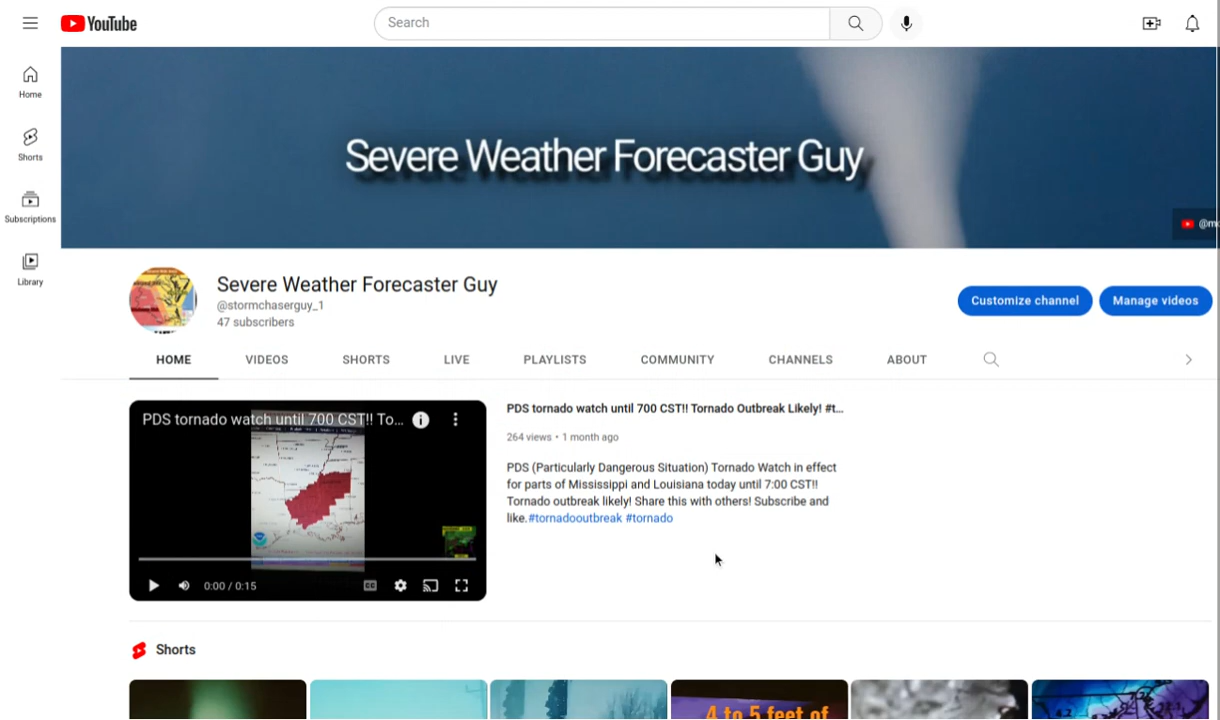 YouTube
Search
Home
Shorts
Subscriptions
Library
Severe Weather Forecaster Guy
Severe Weather Forecaster Guy
@stormchaserguy_1
47 subscribers
Customize channel
Manage videos
HOME
VIDEOS
SHORTS
LIVE
PLAYLISTS
COMMUNITY
CHANNELS
ABOUT
PDS tornado watch until 700 CST!! To...
0:00 / 0:15
CC
PDS tornado watch until 700 CST!! Tornado Outbreak Likely! #t...
264 views • 1 month ago
PDS (Particularly Dangerous Situation) Tornado Watch in effect
for parts of Mississippi and Louisiana today until 7:00 CST!!
Tornado outbreak likely! Share this with others! Subscribe and
like.#tornadooutbreak #tornado
Shorts
4 to 5 feet of